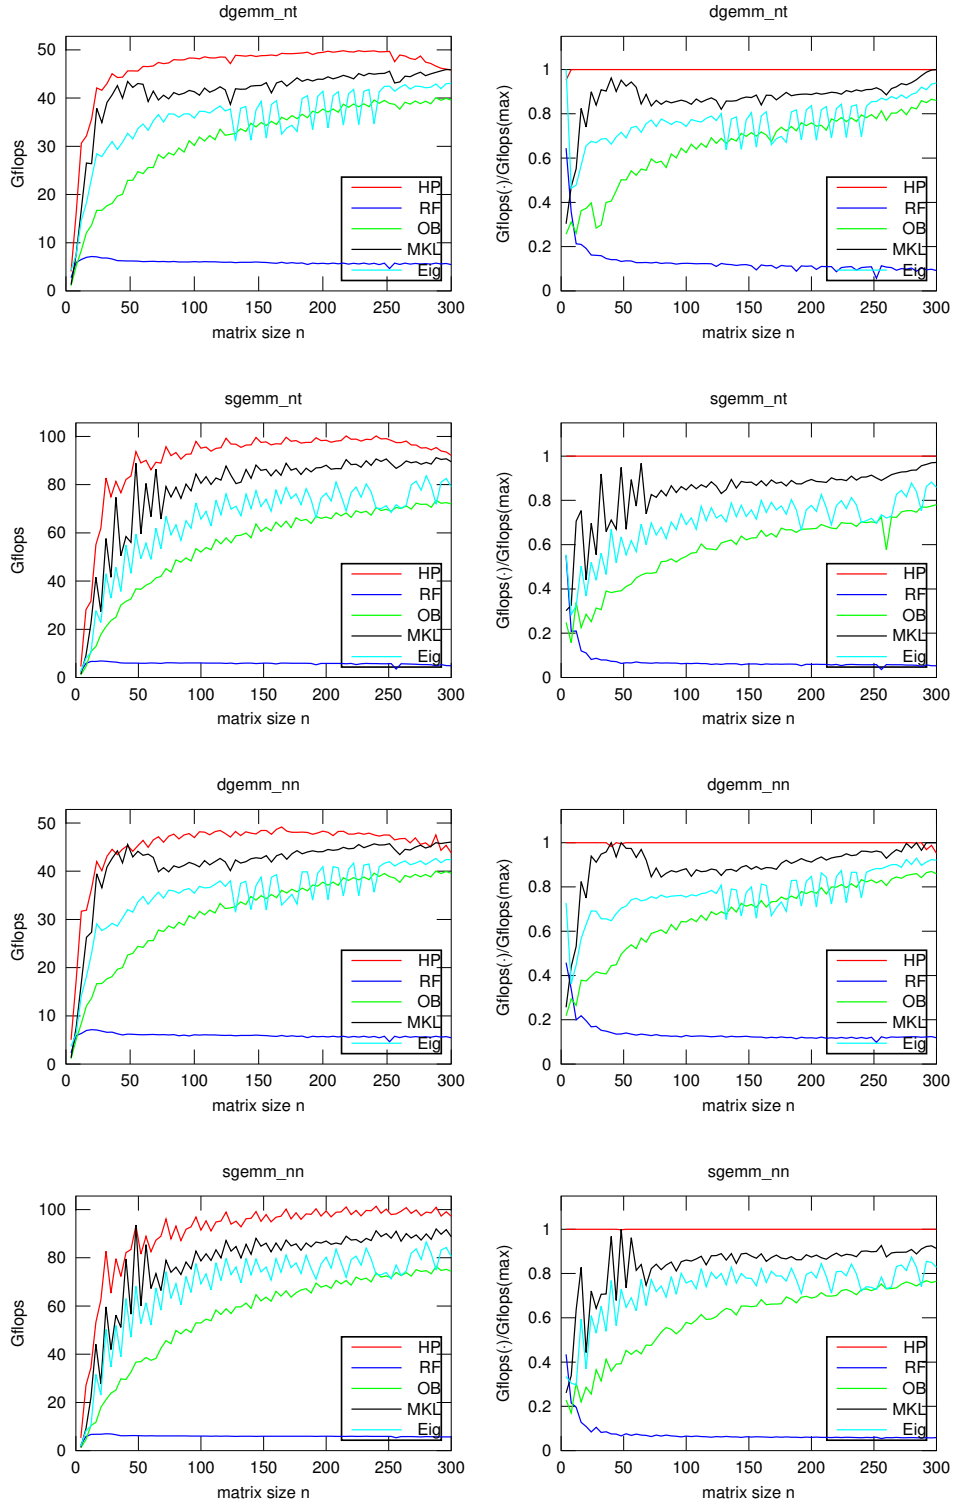 dgemm_nt
Gflops
50
40
30
20
10
0
0 50 100 150 200 250 300
matrix size n
HP
RF
OB
MKL
Eig
dgemm_nt
Gflops(·)/Gflops(max)
1
0.8
0.6
0.4
0.2
0
0 50 100 150 200 250 300
matrix size n
HP
RF
OB
MKL
Eig
sgemm_nt
Gflops
100
80
60
40
20
0
0 50 100 150 200 250 300
matrix size n
HP
RF
OB
MKL
Eig
sgemm_nt
Gflops(·)/Gflops(max)
1
0.8
0.6
0.4
0.2
0
0 50 100 150 200 250 300
matrix size n
HP
RF
OB
MKL
Eig
dgemm_nn
Gflops
50
40
30
20
10
0
0 50 100 150 200 250 300
matrix size n
HP
RF
OB
MKL
Eig
dgemm_nn
Gflops(·)/Gflops(max)
1
0.8
0.6
0.4
0.2
0
0 50 100 150 200 250 300
matrix size n
HP
RF
OB
MKL
Eig
sgemm_nn
Gflops
100
80
60
40
20
0
0 50 100 150 200 250 300
matrix size n
HP
RF
OB
MKL
Eig
sgemm_nn
Gflops(·)/Gflops(max)
1
0.8
0.6
0.4
0.2
0
0 50 100 150 200 250 300
matrix size n
HP
RF
OB
MKL
Eig